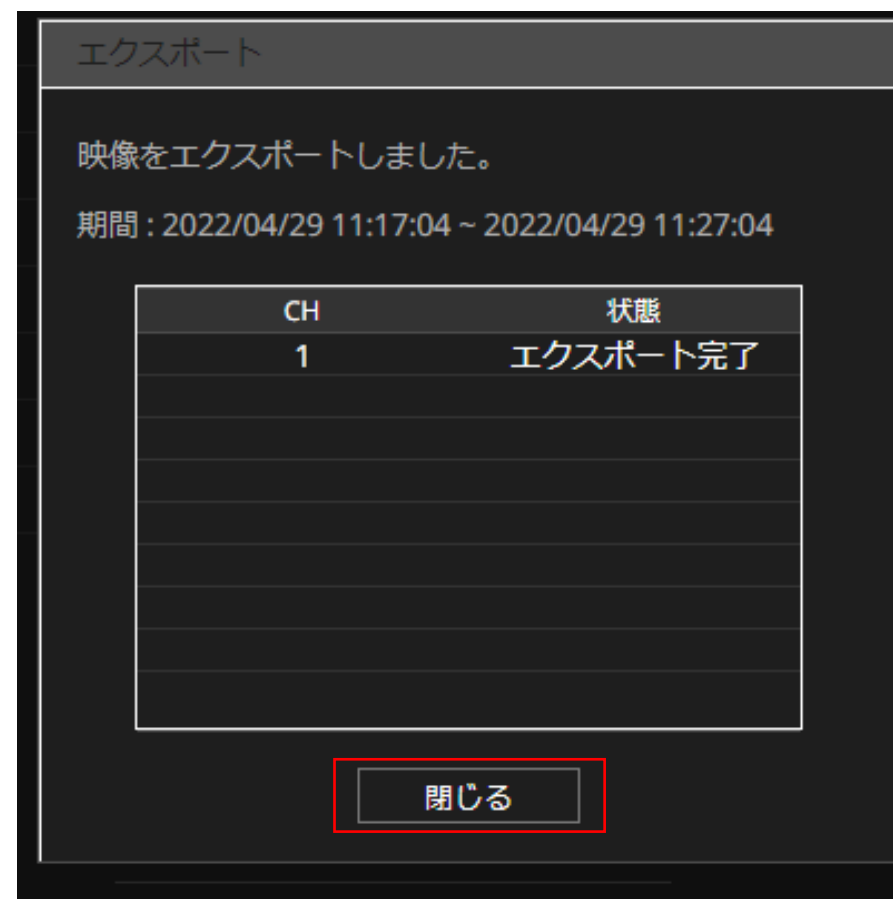 エクスポート
映像をエクスポートしました。
期間 : 2022/04/29 11:17:04 ~ 2022/04/29 11:27:04
CH 状態
1 エクスポート完了
閉じる